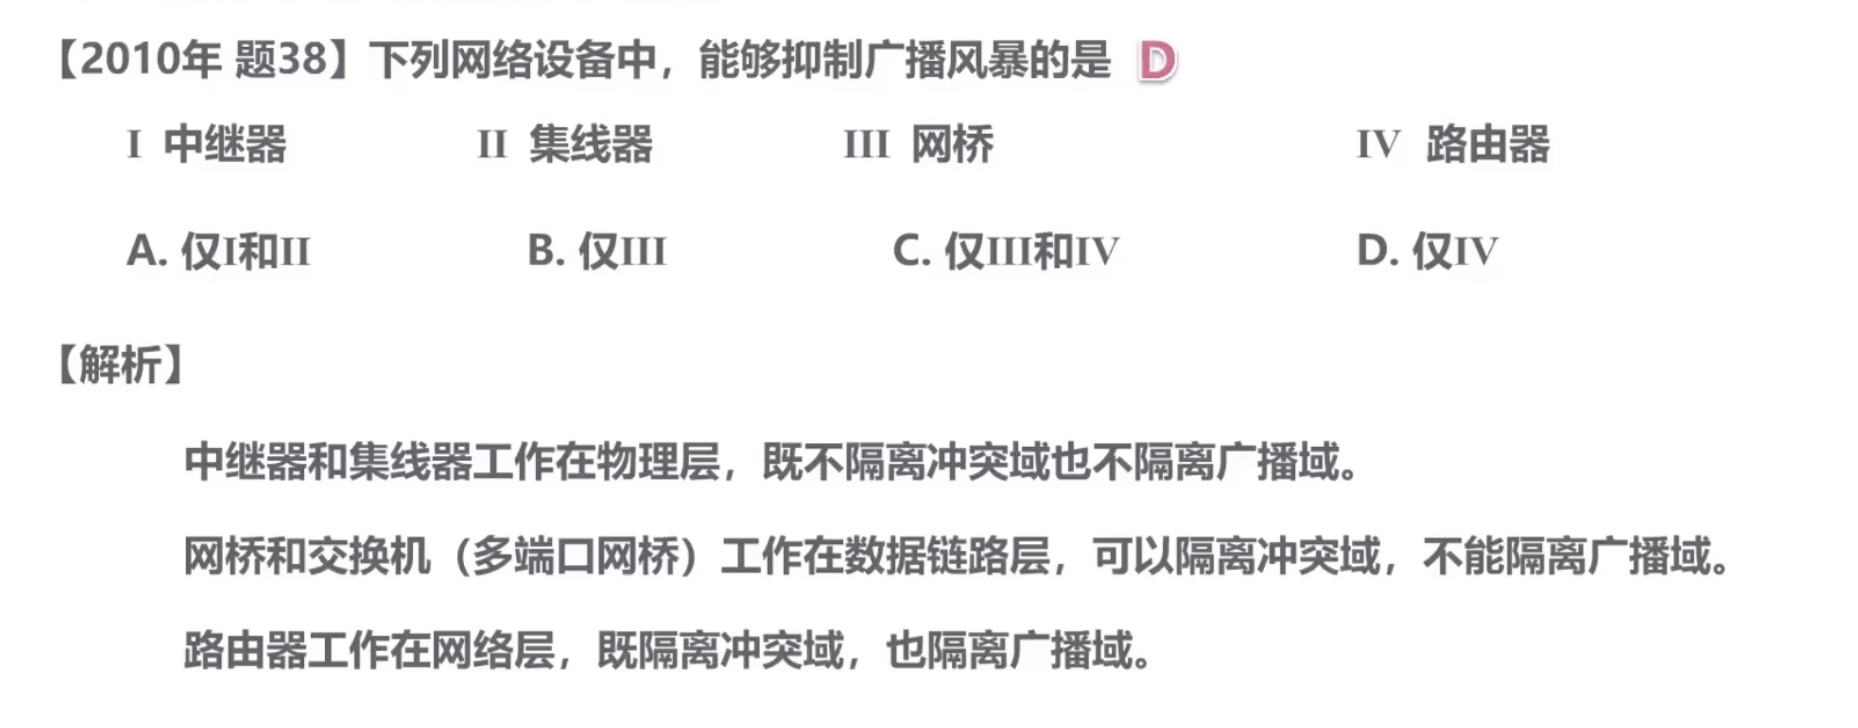 【2010年 题38】下列网络设备中，能够抑制广播风暴的是 D
I 中继器 II 集线器 III 网桥 IV 路由器
A. 仅I和II B. 仅III C. 仅III和IV D. 仅IV
【解析】
中继器和集线器工作在物理层，既不隔离冲突域也不隔离广播域。
网桥和交换机（多端口网桥）工作在数据链路层，可以隔离冲突域，不能隔离广播域。
路由器工作在网络层，既隔离冲突域，也隔离广播域。